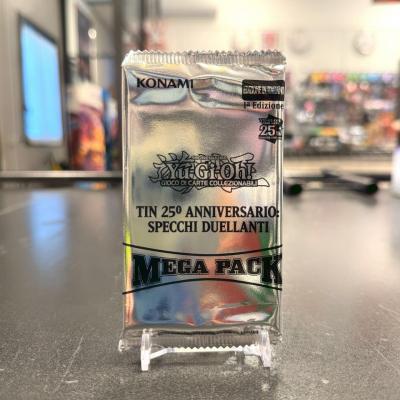 KONAMI
1ª Edizione
25
Yu-Gi-Oh!
GIOCO DI CARTE COLLEZIONABILI
TIN 25º ANNIVERSARIO:
SPECCHI DUELLANTI
MEGA PACK